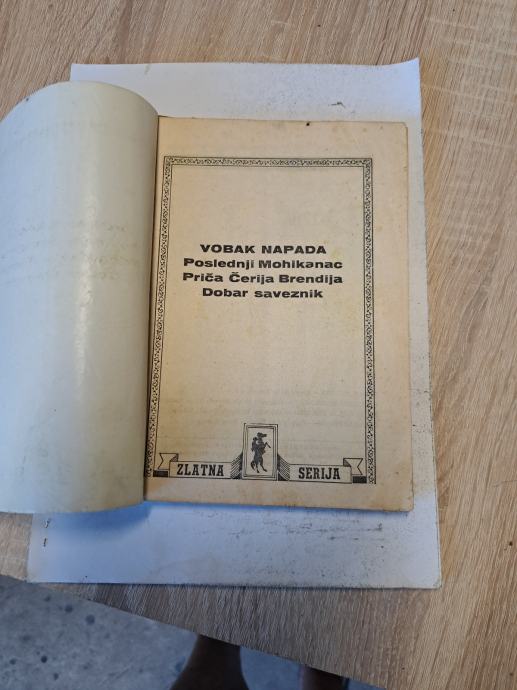 VOBAK NAPADA
Poslednji Mohikanac
Priča Čerija Brendija
Dobar saveznik
ZLATNA SERIJA